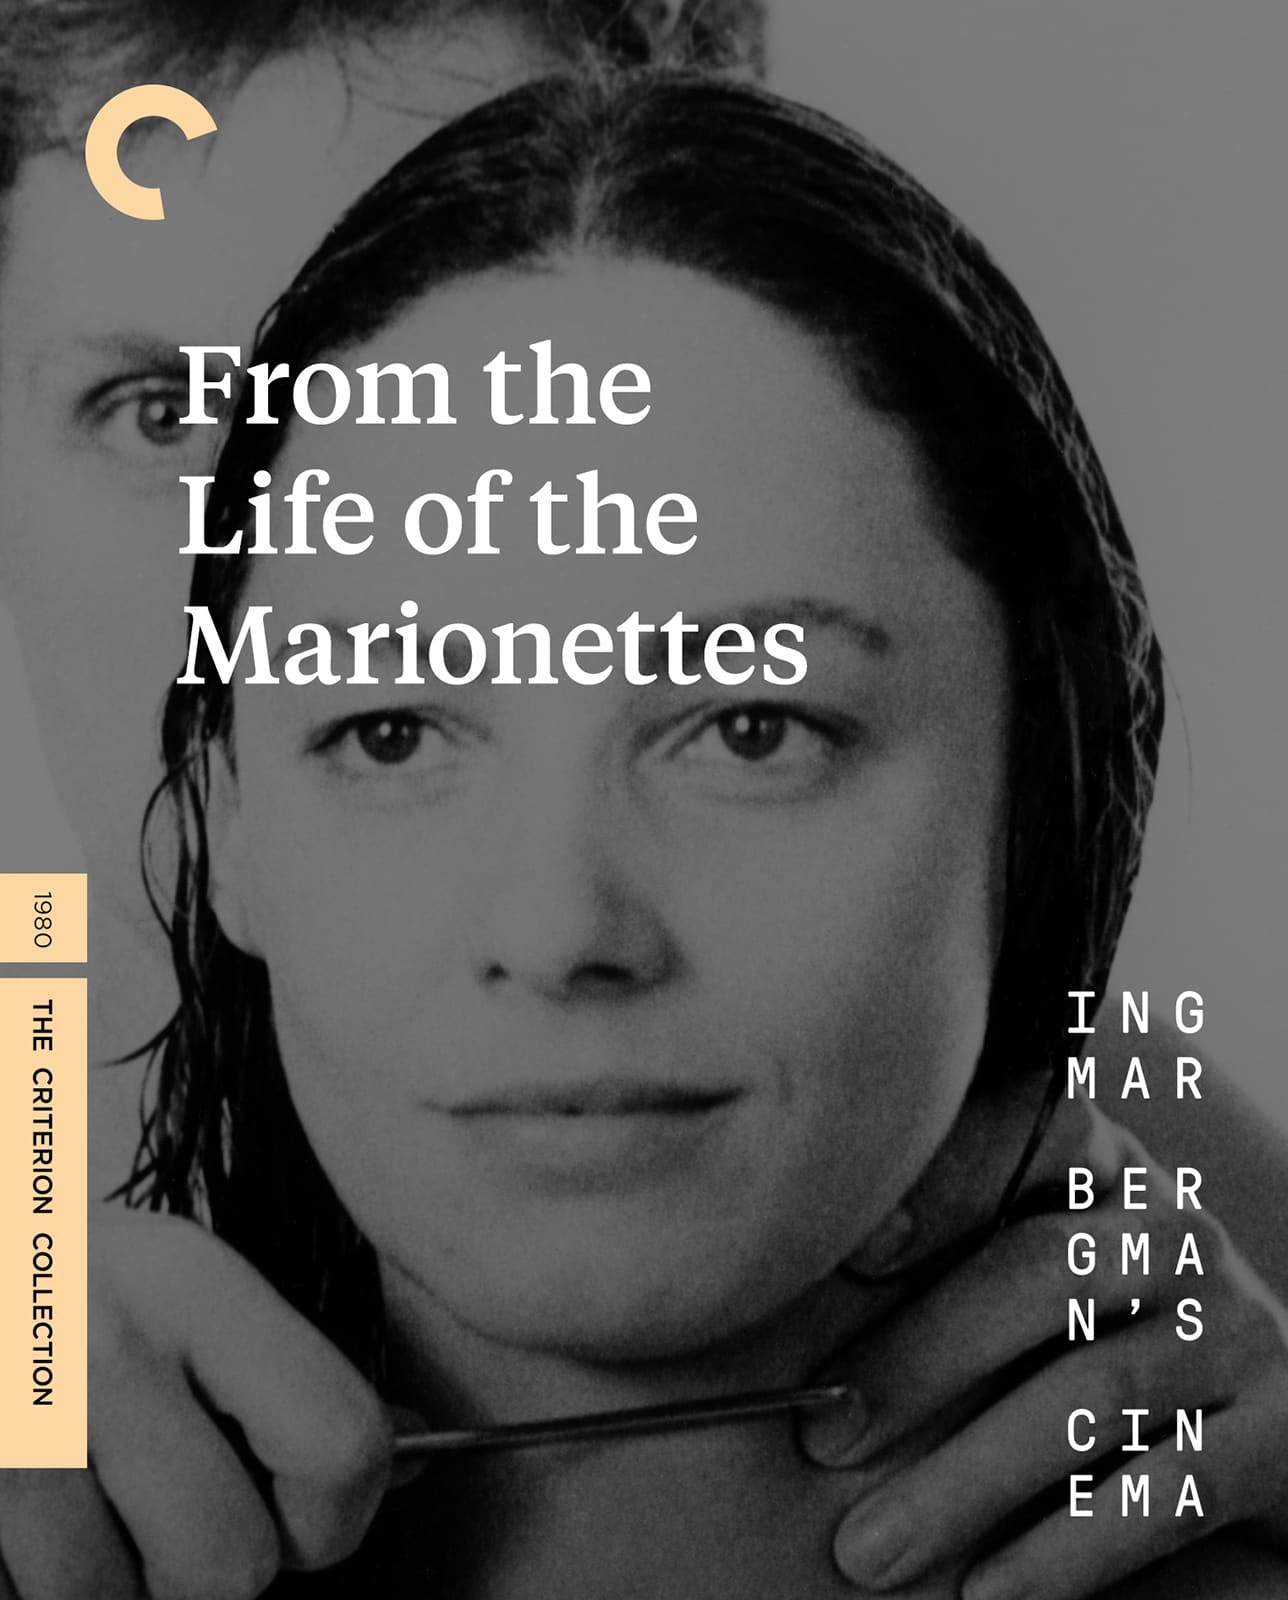 From the
Life of the
Marionettes
1980
THE CRITERION COLLECTION
ING
MAR
BER
GMA
N'S
CIN
EMA